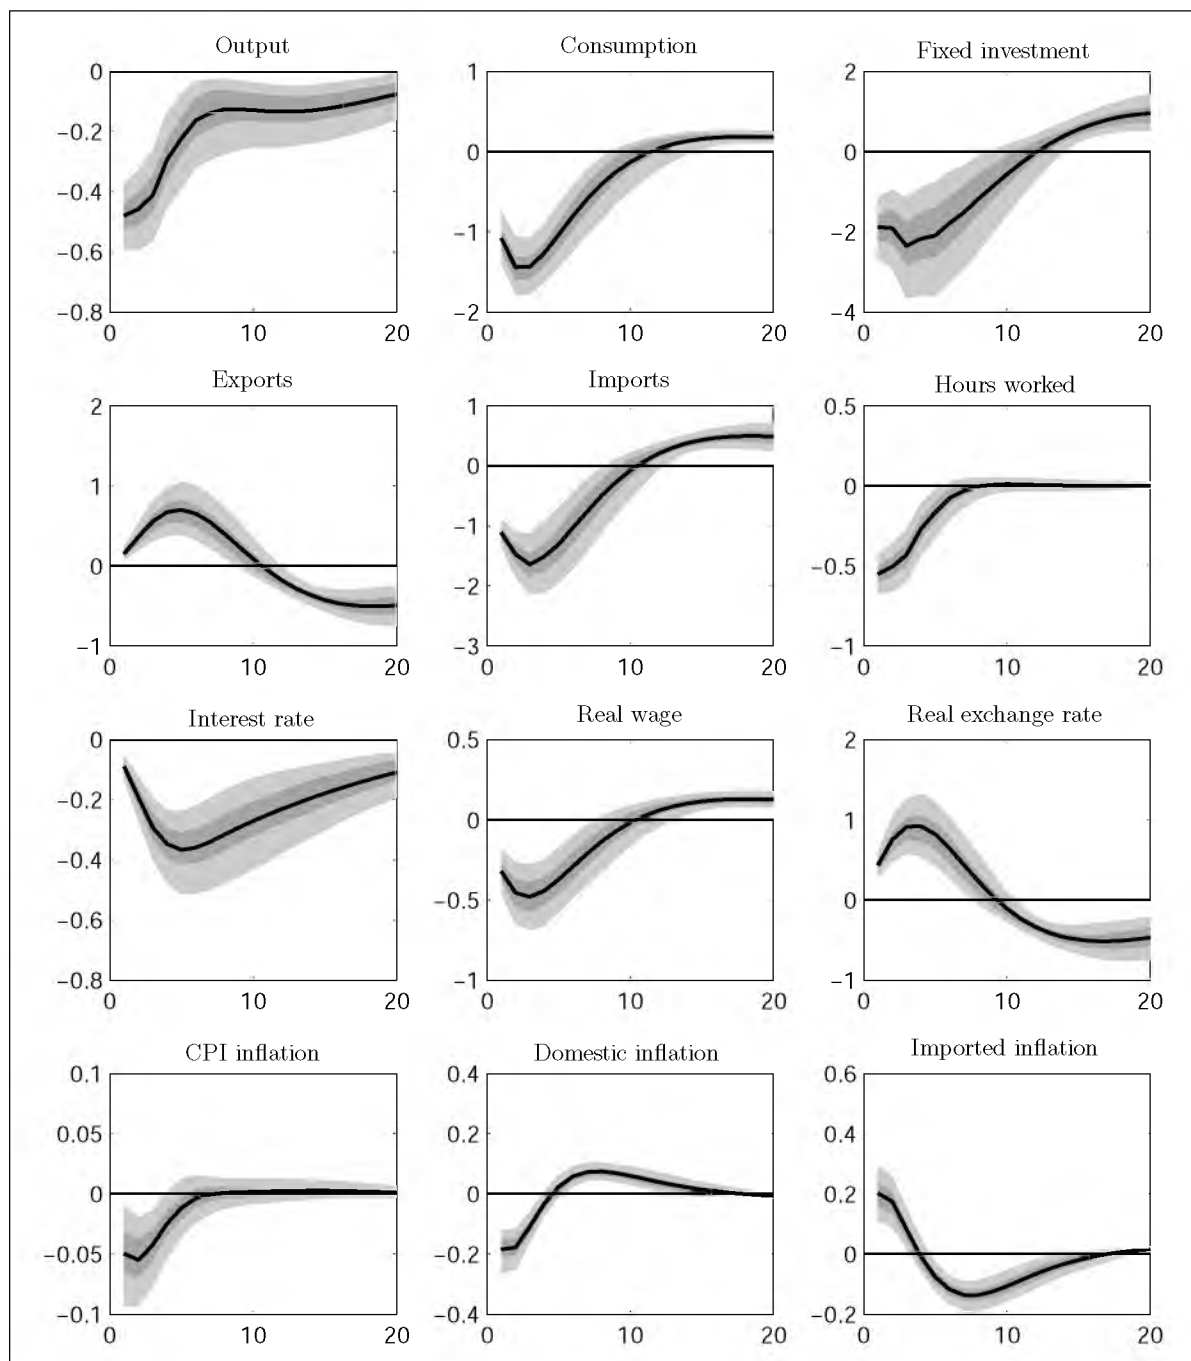 Output
0
−0.2
−0.4
−0.6
−0.8
0 10 20
Consumption
1
0
−1
−2
0 10 20
Fixed investment
2
0
−2
−4
0 10 20
Exports
2
1
0
−1
0 10 20
Imports
1
0
−1
−2
−3
0 10 20
Hours worked
0.5
0
−0.5
−1
0 10 20
Interest rate
0
−0.2
−0.4
−0.6
−0.8
0 10 20
Real wage
0.5
0
−0.5
−1
0 10 20
Real exchange rate
2
1
0
−1
0 10 20
CPI inflation
0.1
0.05
0
−0.05
−0.1
0 10 20
Domestic inflation
0.4
0.2
0
−0.2
−0.4
0 10 20
Imported inflation
0.6
0.4
0.2
0
−0.2
0 10 20